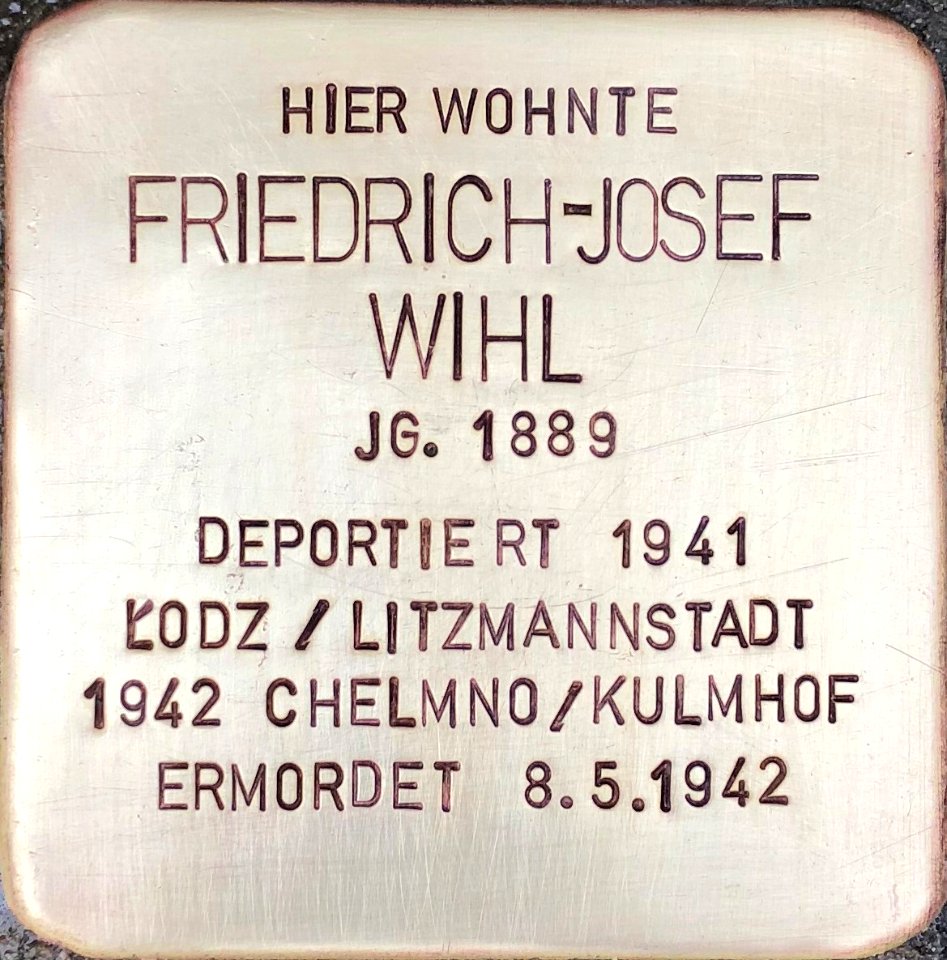 HIER WOHNTE
FRIEDRICH-JOSEF
WIHL
JG. 1889
DEPORTIERT 1941
ŁODZ / LITZMANNSTADT
1942 CHELMNO/KULMHOF
ERMORDET 8.5.1942